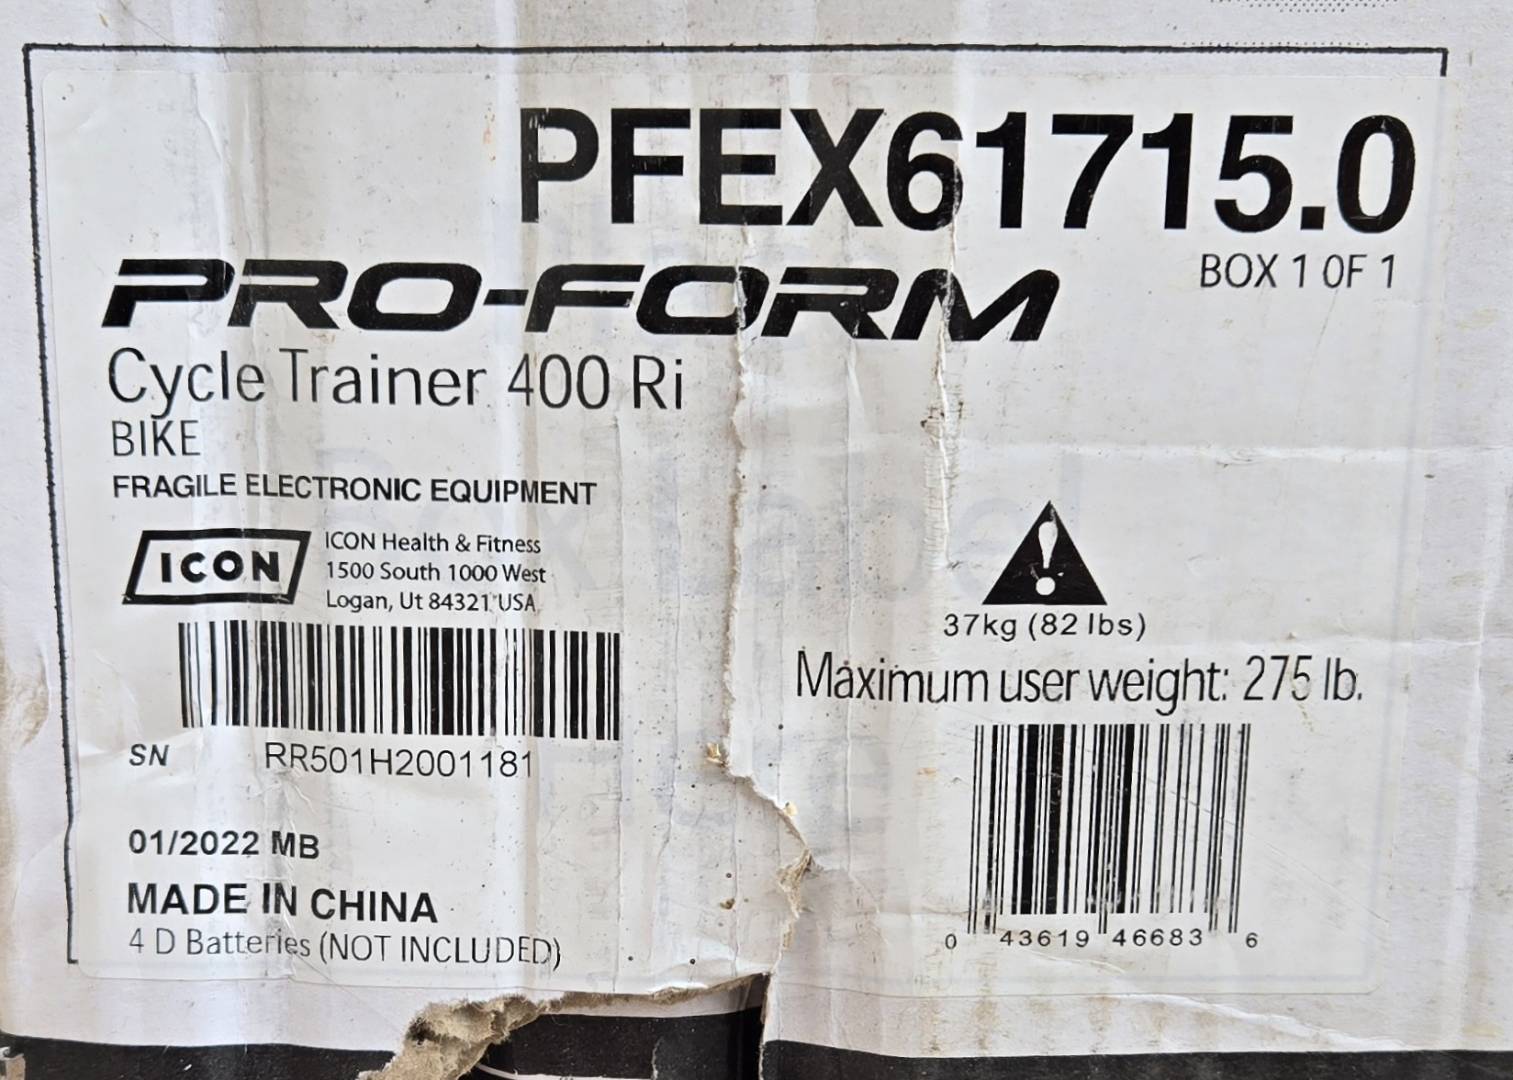 PFEX61715.0
BOX 1 OF 1
PRO-FORM
Cycle Trainer 400 Ri
BIKE
FRAGILE ELECTRONIC EQUIPMENT
ICON
ICON Health & Fitness
1500 South 1000 West
Logan, Ut 84321 USA
37kg (82 lbs)
Maximum user weight: 275 lb.
SN RR501H2001181
01/2022 MB
MADE IN CHINA
4 D Batteries (NOT INCLUDED)
0 43619 46683 6